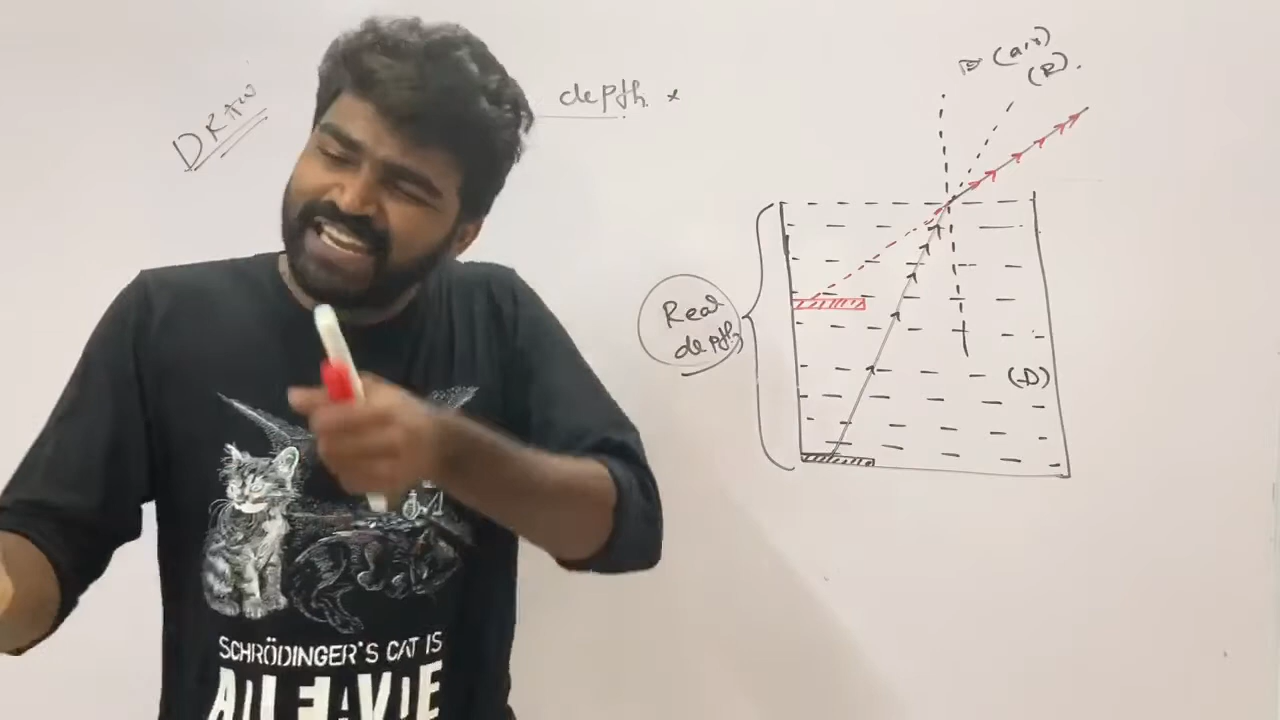 DRAW
depth *
(air)
(R).
Real
depth
(D)
SCHRÖDINGER'S CAT IS